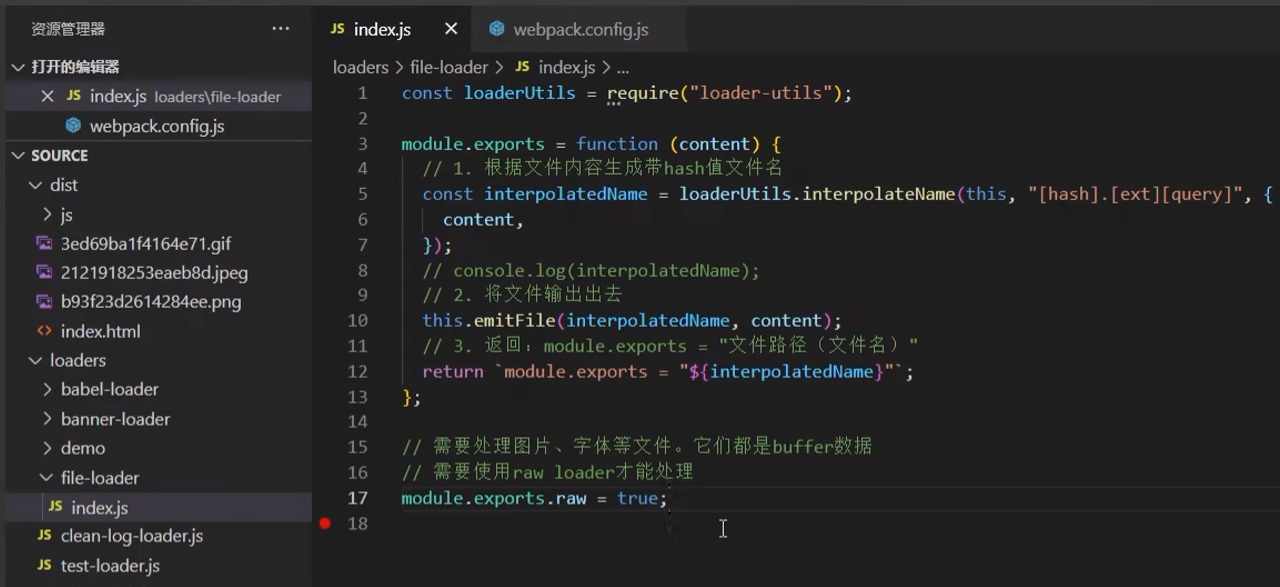 资源管理器
···
打开的编辑器
JS index.js loaders\file-loader
webpack.config.js
SOURCE
dist
js
3ed69ba1f4164e71.gif
2121918253eaeb8d.jpeg
b93f23d2614284ee.png
<> index.html
loaders
babel-loader
banner-loader
demo
file-loader
JS index.js
JS clean-log-loader.js
JS test-loader.js
JS index.js
webpack.config.js
loaders > file-loader > JS index.js > ...
1 const loaderUtils = require("loader-utils");
2
3 module.exports = function (content) {
4 // 1. 根据文件内容生成带hash值文件名
5 const interpolatedName = loaderUtils.interpolateName(this, "[hash].[ext][query]", {
6 content,
7 });
8 // console.log(interpolatedName);
9 // 2. 将文件输出出去
10 this.emitFile(interpolatedName, content);
11 // 3. 返回：module.exports = "文件路径（文件名）"
12 return `module.exports = "${interpolatedName}"`;
13 };
14
15 // 需要处理图片、字体等文件。它们都是buffer数据
16 // 需要使用raw loader才能处理
17 module.exports.raw = true;
18